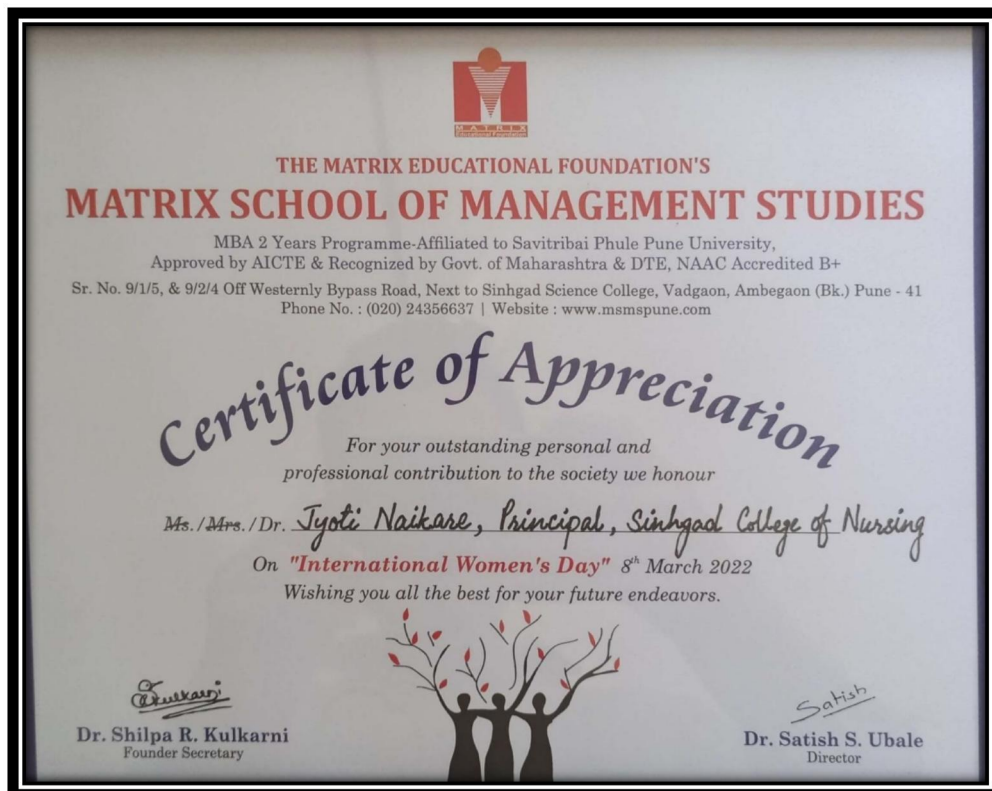 MATRIX
Educational Foundation
THE MATRIX EDUCATIONAL FOUNDATION'S
MATRIX SCHOOL OF MANAGEMENT STUDIES
MBA 2 Years Programme-Affiliated to Savitribai Phule Pune University,
Approved by AICTE & Recognized by Govt. of Maharashtra & DTE, NAAC Accredited B+
Sr. No. 9/1/5, & 9/2/4 Off Westernly Bypass Road, Next to Sinhgad Science College, Vadgaon, Ambegaon (Bk.) Pune - 41
Phone No. : (020) 24356637 | Website : www.msmspune.com
Certificate of Appreciation
For your outstanding personal and
professional contribution to the society we honour
Ms./Mrs./Dr. Jyoti Naikare, Principal, Sinhgad College of Nursing
On "International Women's Day" 8th March 2022
Wishing you all the best for your future endeavors.
SKulkarni
Dr. Shilpa R. Kulkarni
Founder Secretary
Satish
Dr. Satish S. Ubale
Director